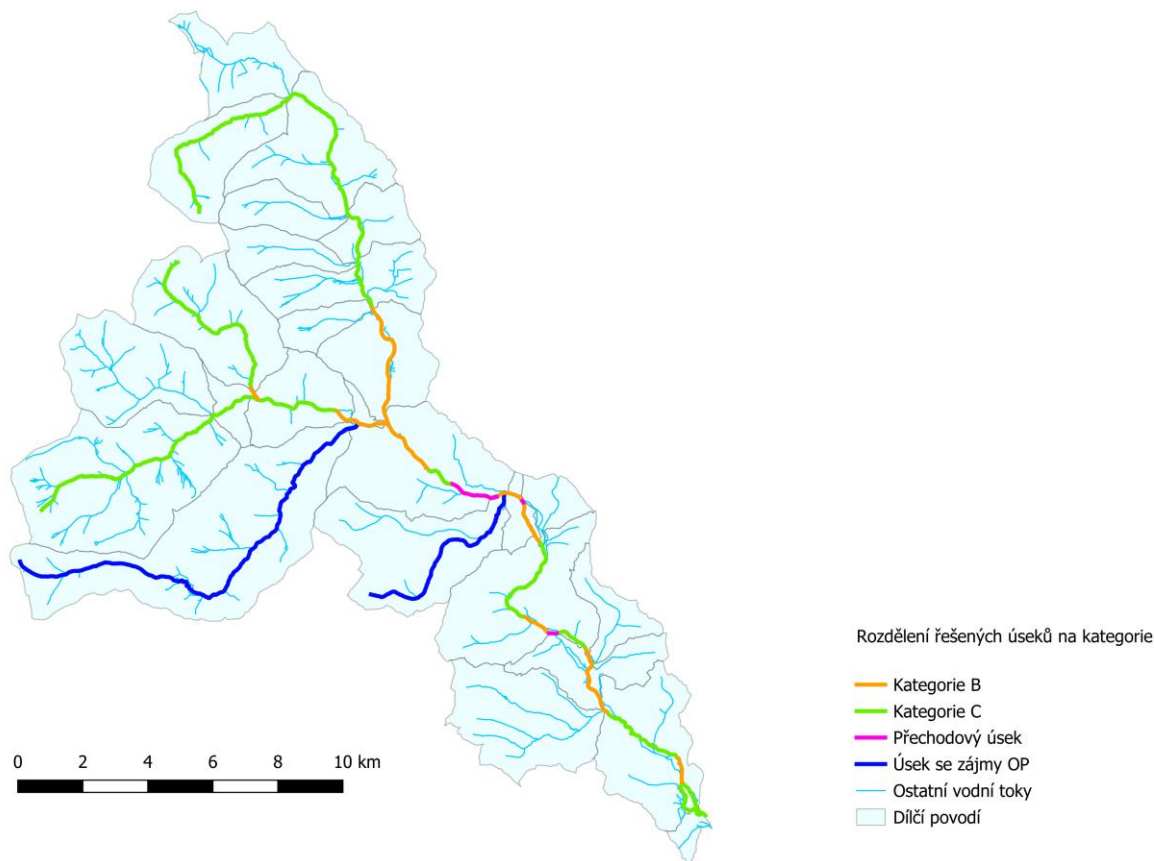 Rozdělení řešených úseků na kategorie
Kategorie B
Kategorie C
Přechodový úsek
Úsek se zájmy OP
Ostatní vodní toky
Dílčí povodí
0 2 4 6 8 10 km